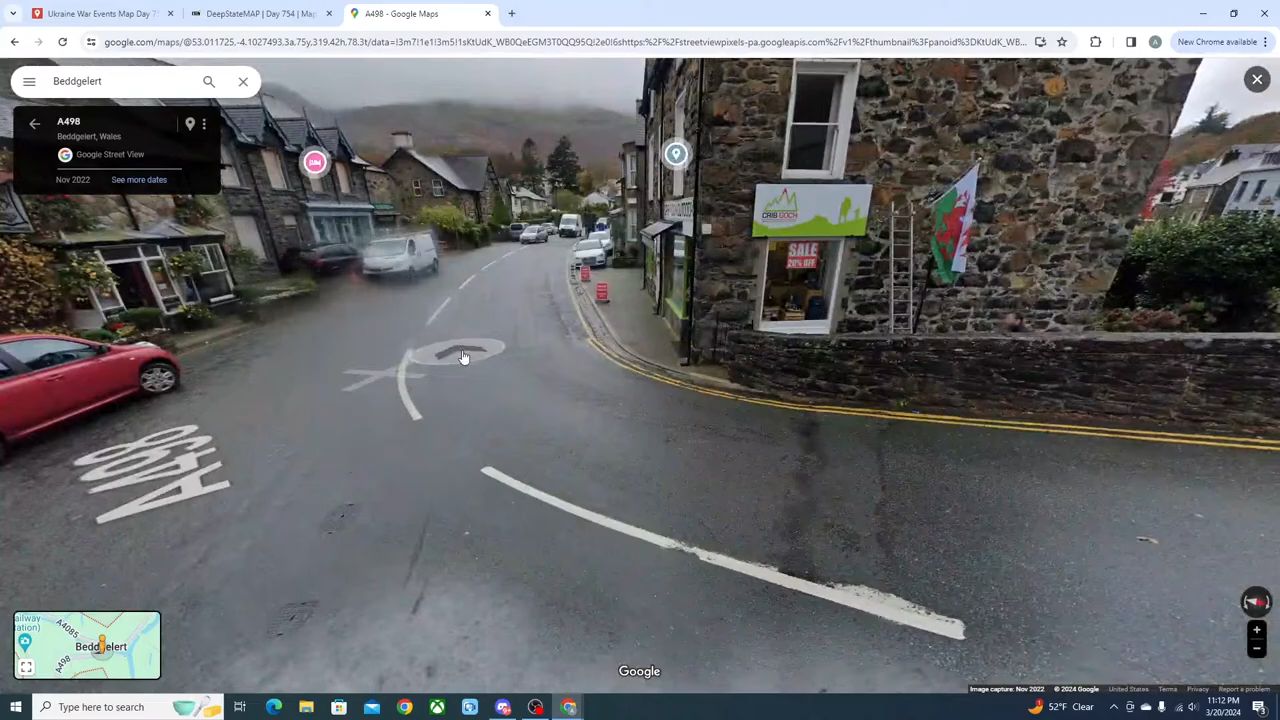 Ukraine War Events Map Day 7
DeepStateMAP | Day 754 | Ukra
A498 - Google Maps
google.com/maps/@53.011725,-4.1027493,3a,75y,319.42h,78.3t/data=!3m7!1e1!3m5!1sKtUdK_WB0QeEGM3T0QQ95Q!2e0!6shttps:%2F%2Fstreetviewpixels-pa.googleapis.com%2Fv1%2Fthumbnail%3Fpanoid%3DKtUdK_WB...
New Chrome available
Beddgelert
A498
Beddgelert, Wales
Google Street View
Nov 2022
See more dates
CRIB GOCH
SALE
20% OFF
A498
ailway
tation)
A4085
Beddgelert
A498
Google
Image capture: Nov 2022 © 2024 Google United States Terms Privacy Report a problem
Type here to search
52°F Clear
11:12 PM
3/20/2024